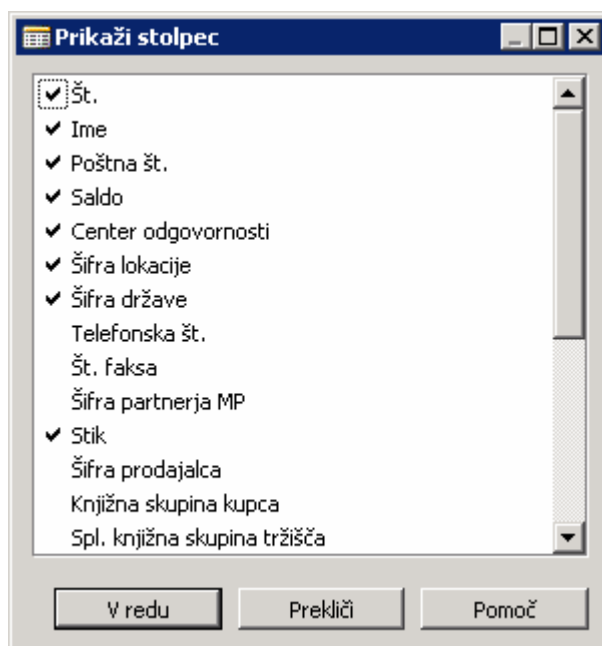 Prikaži stolpec
Št.
Ime
Poštna št.
Saldo
Center odgovornosti
Šifra lokacije
Šifra države
Telefonska št.
Št. faksa
Šifra partnerja MP
Stik
Šifra prodajalca
Knjižna skupina kupca
Spl. knjižna skupina tržišča
V redu Prekliči Pomoč